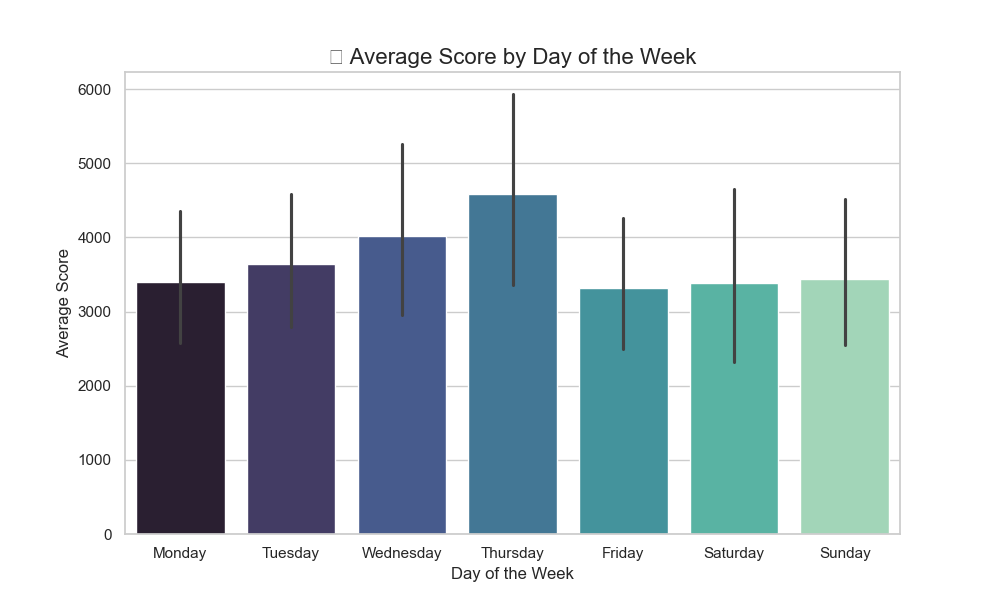 Average Score by Day of the Week
Average Score
6000
5000
4000
3000
2000
1000
0
Monday Tuesday Wednesday Thursday Friday Saturday Sunday
Day of the Week